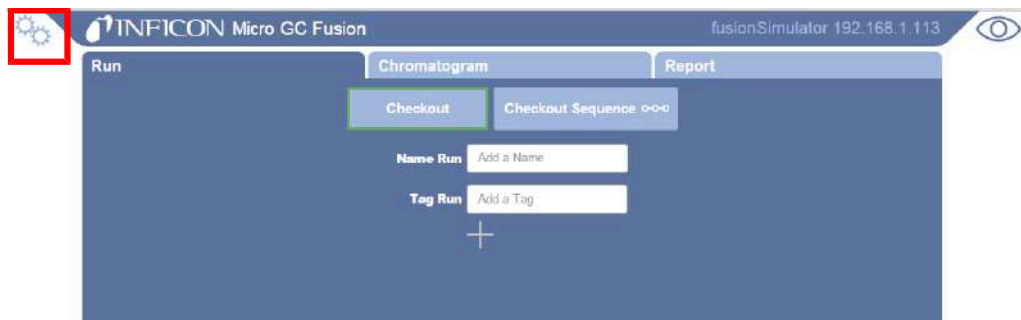 INFICON Micro GC Fusion
fusionSimulator 192.168.1.113
Run
Chromatogram
Report
Checkout
Checkout Sequence
Name Run
Add a Name
Tag Run
Add a Tag